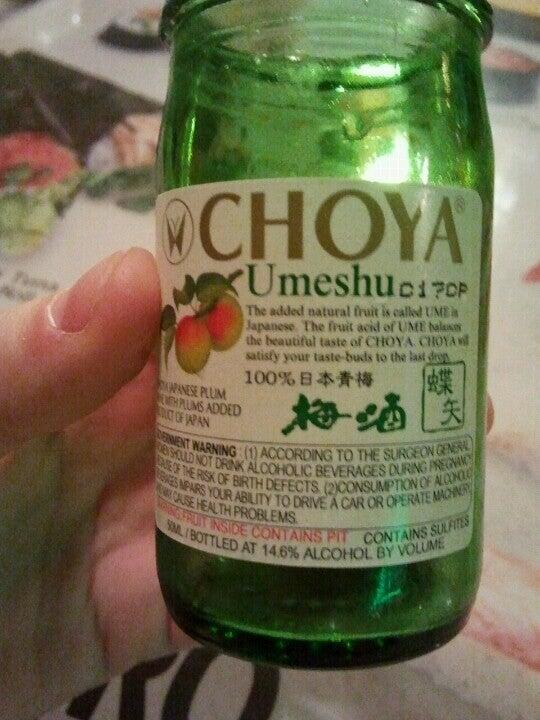 CHOYA®
Umeshu 017CP
The added natural fruit is called UME in
Japanese. The fruit acid of UME balances
the beautiful taste of CHOYA. CHOYA will
satisfy your taste-buds to the last drop.
100%日本青梅
梅酒
蝶矢
JAPANESE PLUM
WITH PLUMS ADDED
OF JAPAN
WARNING : (1) ACCORDING TO THE SURGEON GENERAL,
SHOULD NOT DRINK ALCOHOLIC BEVERAGES DURING PREGNANCY
OF THE RISK OF BIRTH DEFECTS. (2)CONSUMPTION OF ALCOHOLIC
IMPAIRS YOUR ABILITY TO DRIVE A CAR OR OPERATE MACHINERY,
MAY CAUSE HEALTH PROBLEMS.
WARNING: FRUIT INSIDE CONTAINS PIT CONTAINS SULFITES
50ML / BOTTLED AT 14.6% ALCOHOL BY VOLUME